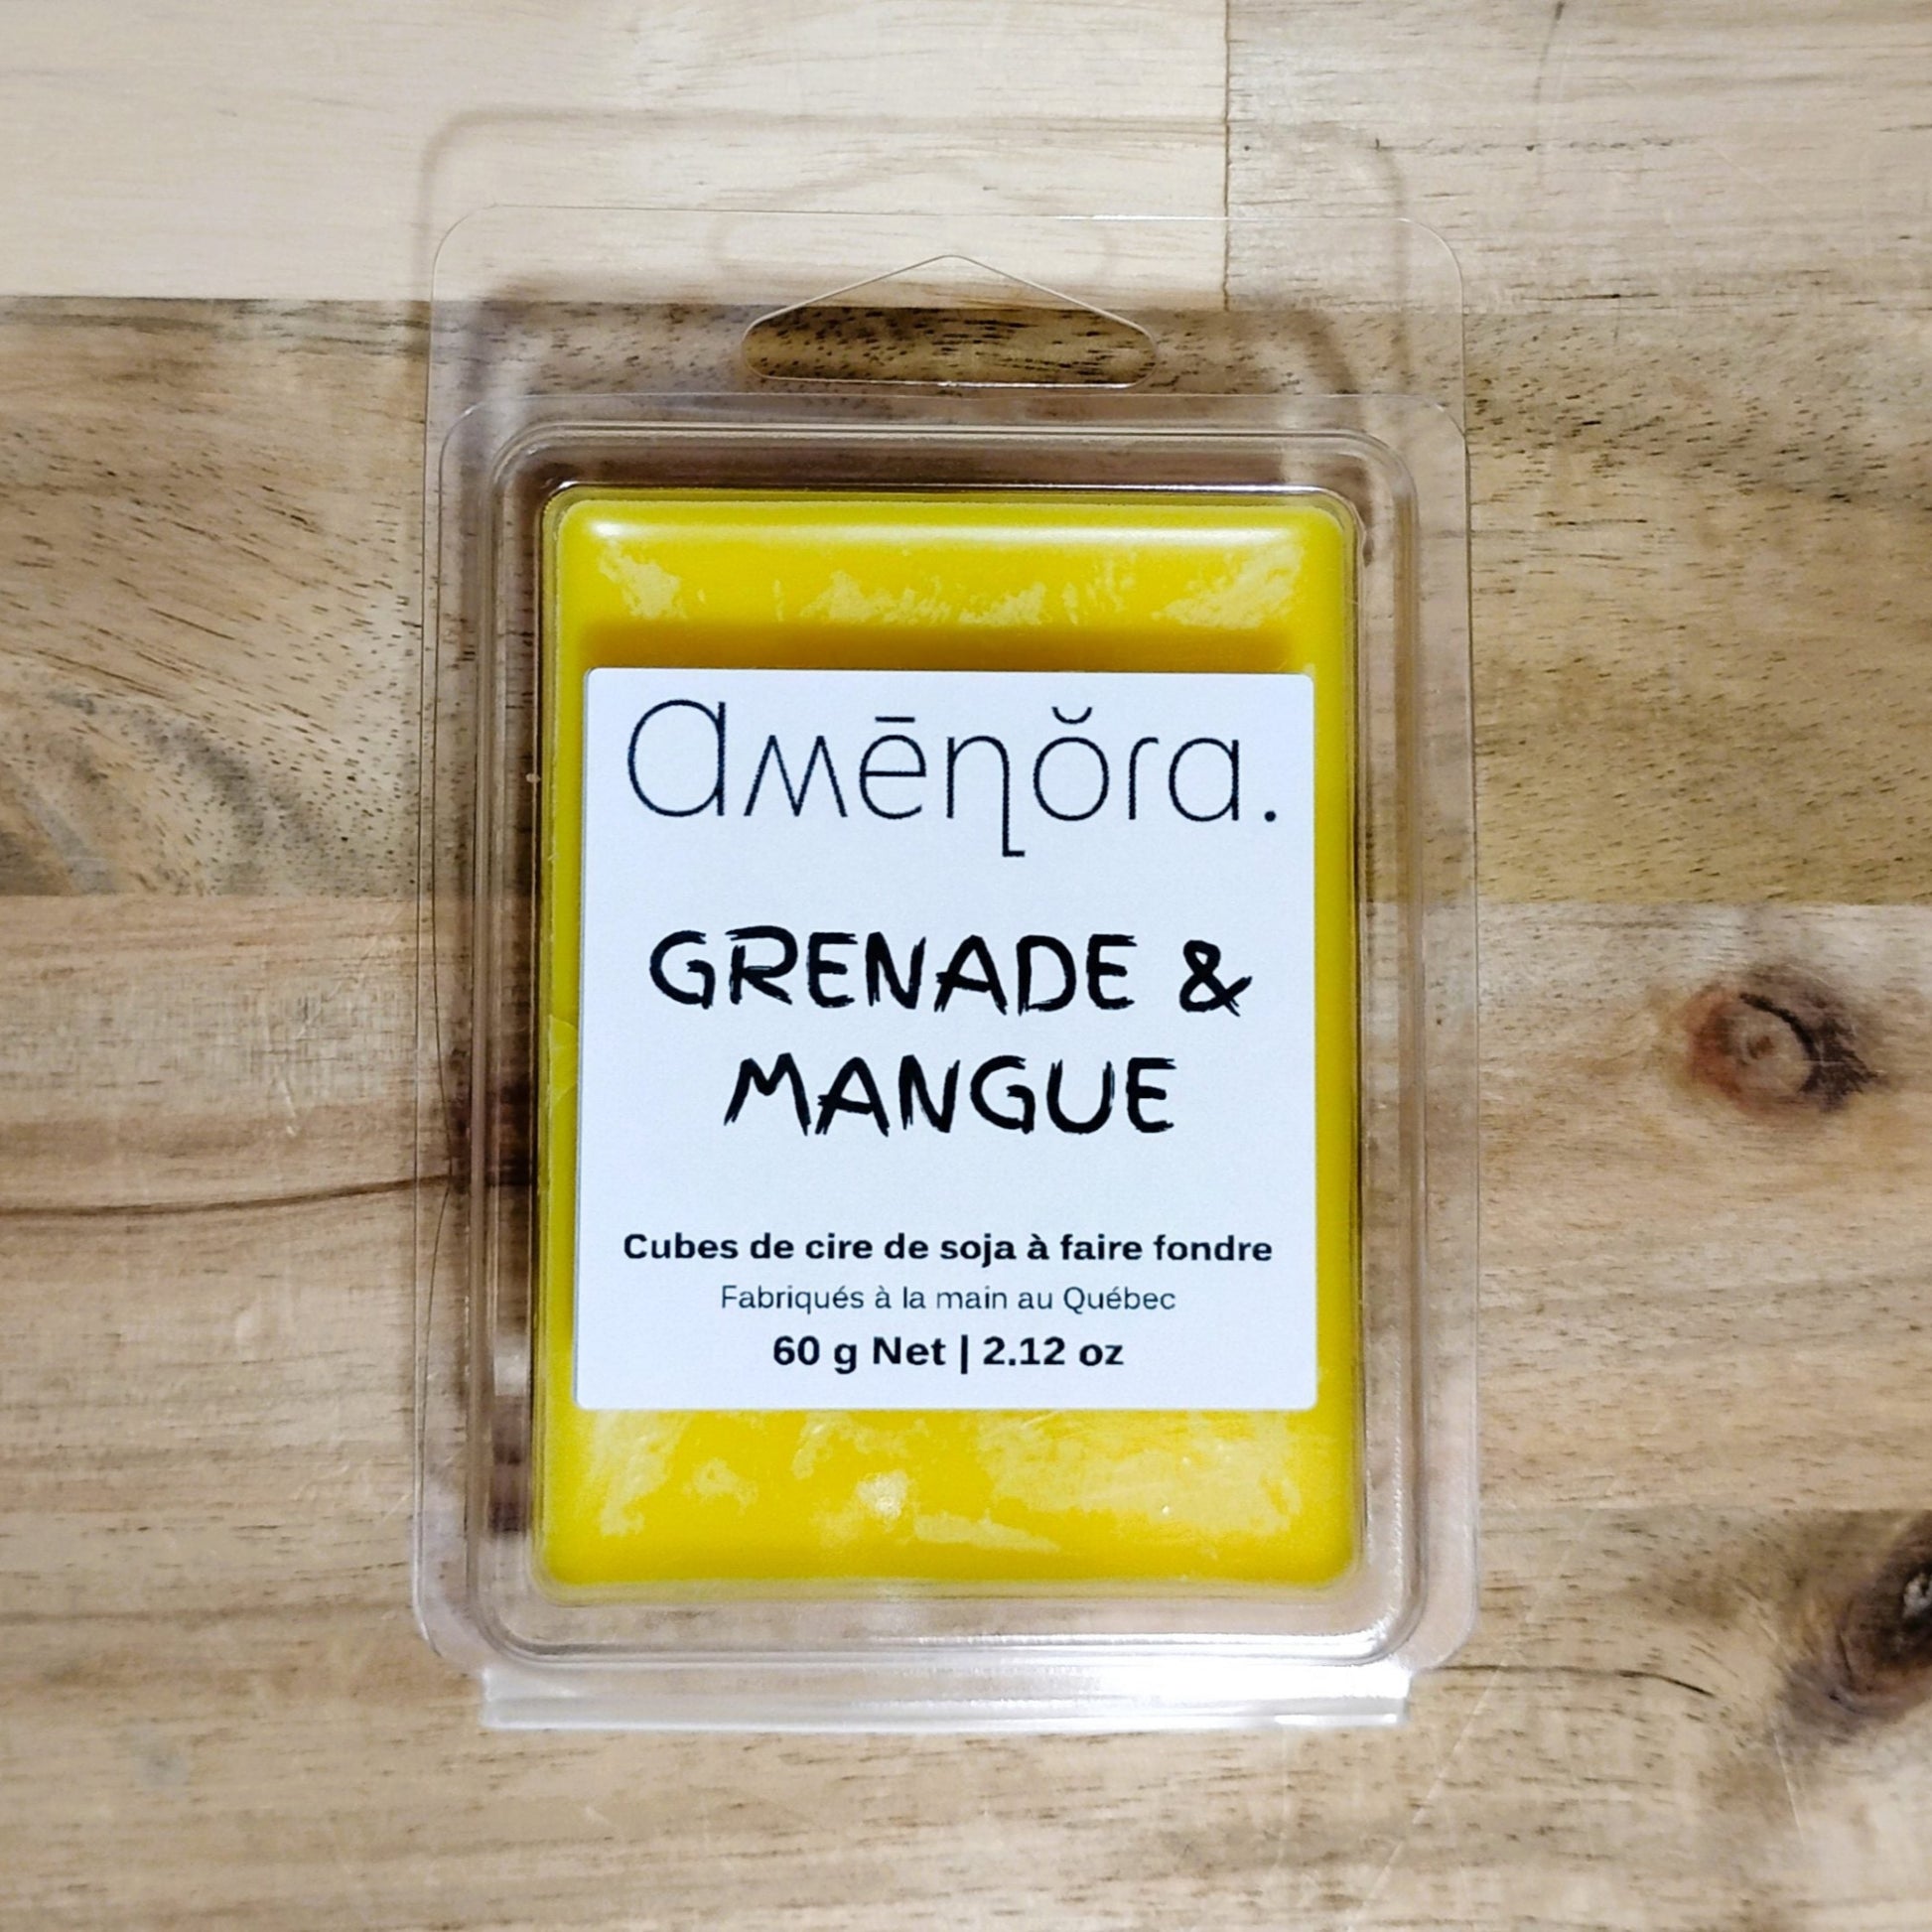 amēnŏra.
GRENADE &
MANGUE
Cubes de cire de soja à faire fondre
Fabriqués à la main au Québec
60 g Net | 2.12 oz